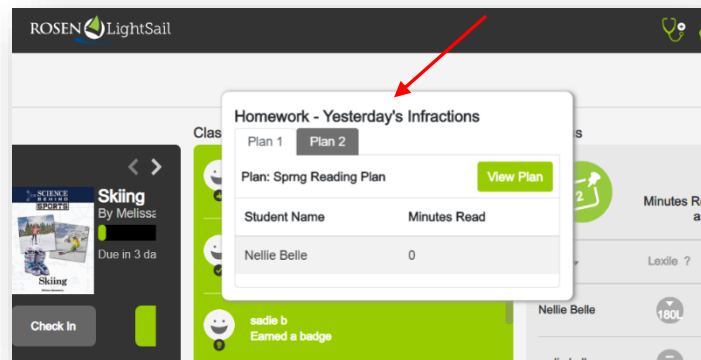 ROSEN LightSail
Homework - Yesterday's Infractions
Clas
s
Plan 1 Plan 2
Plan: Sprng Reading Plan View Plan
Student Name Minutes Read
Nellie Belle 0
THE SCIENCE
BEHIND
SPORTS
Skiing
Skiing
By Melissa
Due in 3 da
Check In
sadie b
Earned a badge
2
Minutes R
a
Lexile ?
Nellie Belle 180L